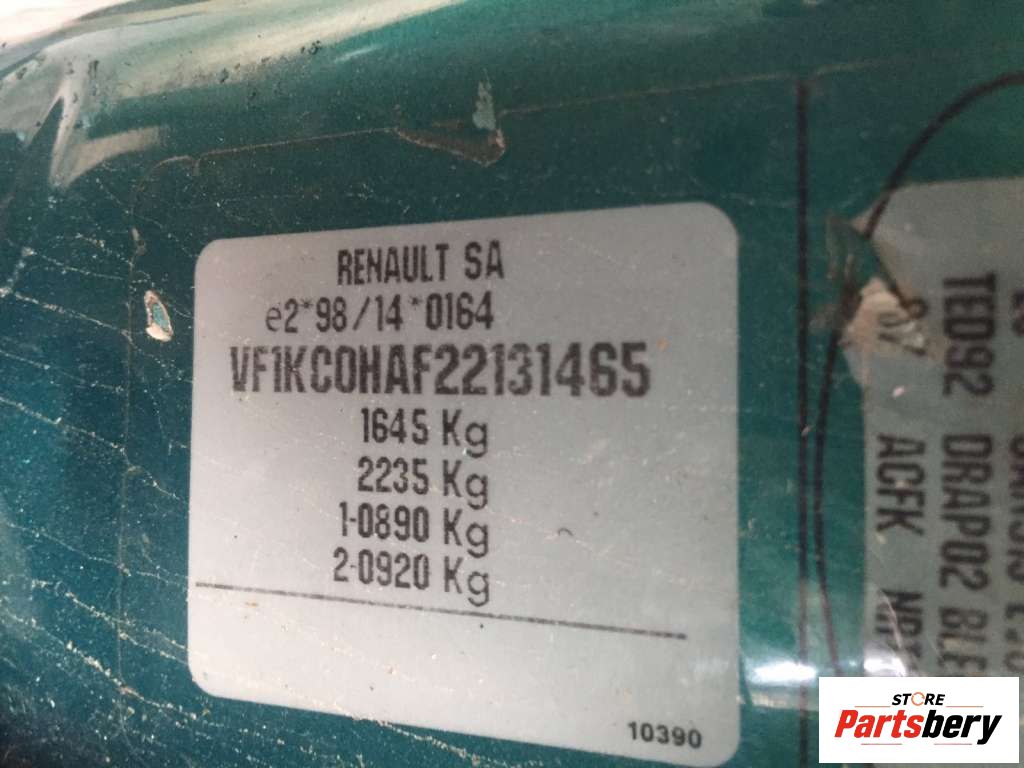 RENAULT SA
e2*98/14*0164
VF1KC0HAF22131465
1645 Kg
2235 Kg
1-0890 Kg
2-0920 Kg
10390
TED92 DRAP02 BLE
ACFK
STORE
Partsbery